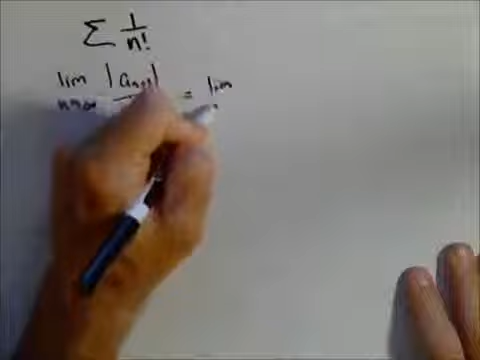 ∑ 1/n!
lim |aₙ₊₁| = lim
n→∞